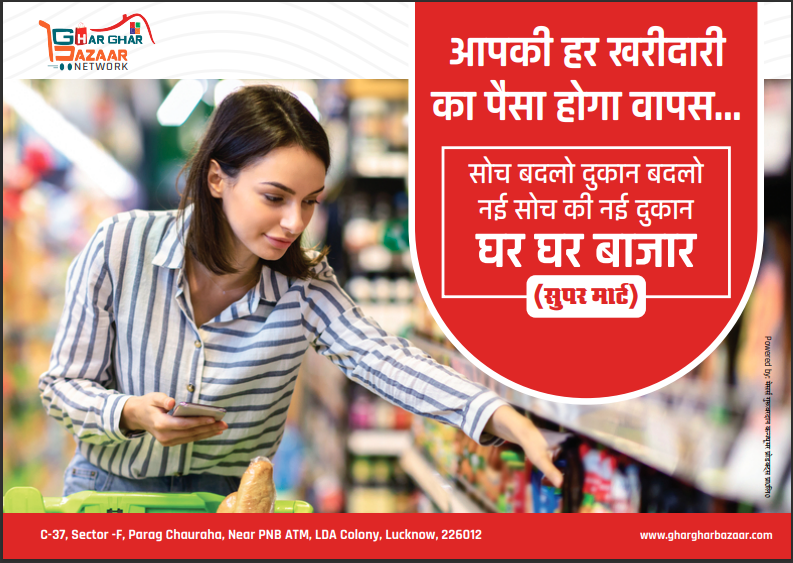 GHAR GHAR
BAZAAR
NETWORK
आपकी हर खरीदारी
का पैसा होगा वापस...
सोच बदलो दुकान बदलो
नई सोच की नई दुकान
घर घर बाजार
(सुपर मार्ट)
Powered by:
C-37, Sector -F, Parag Chauraha, Near PNB ATM, LDA Colony, Lucknow, 226012
www.ghargharbazaar.com